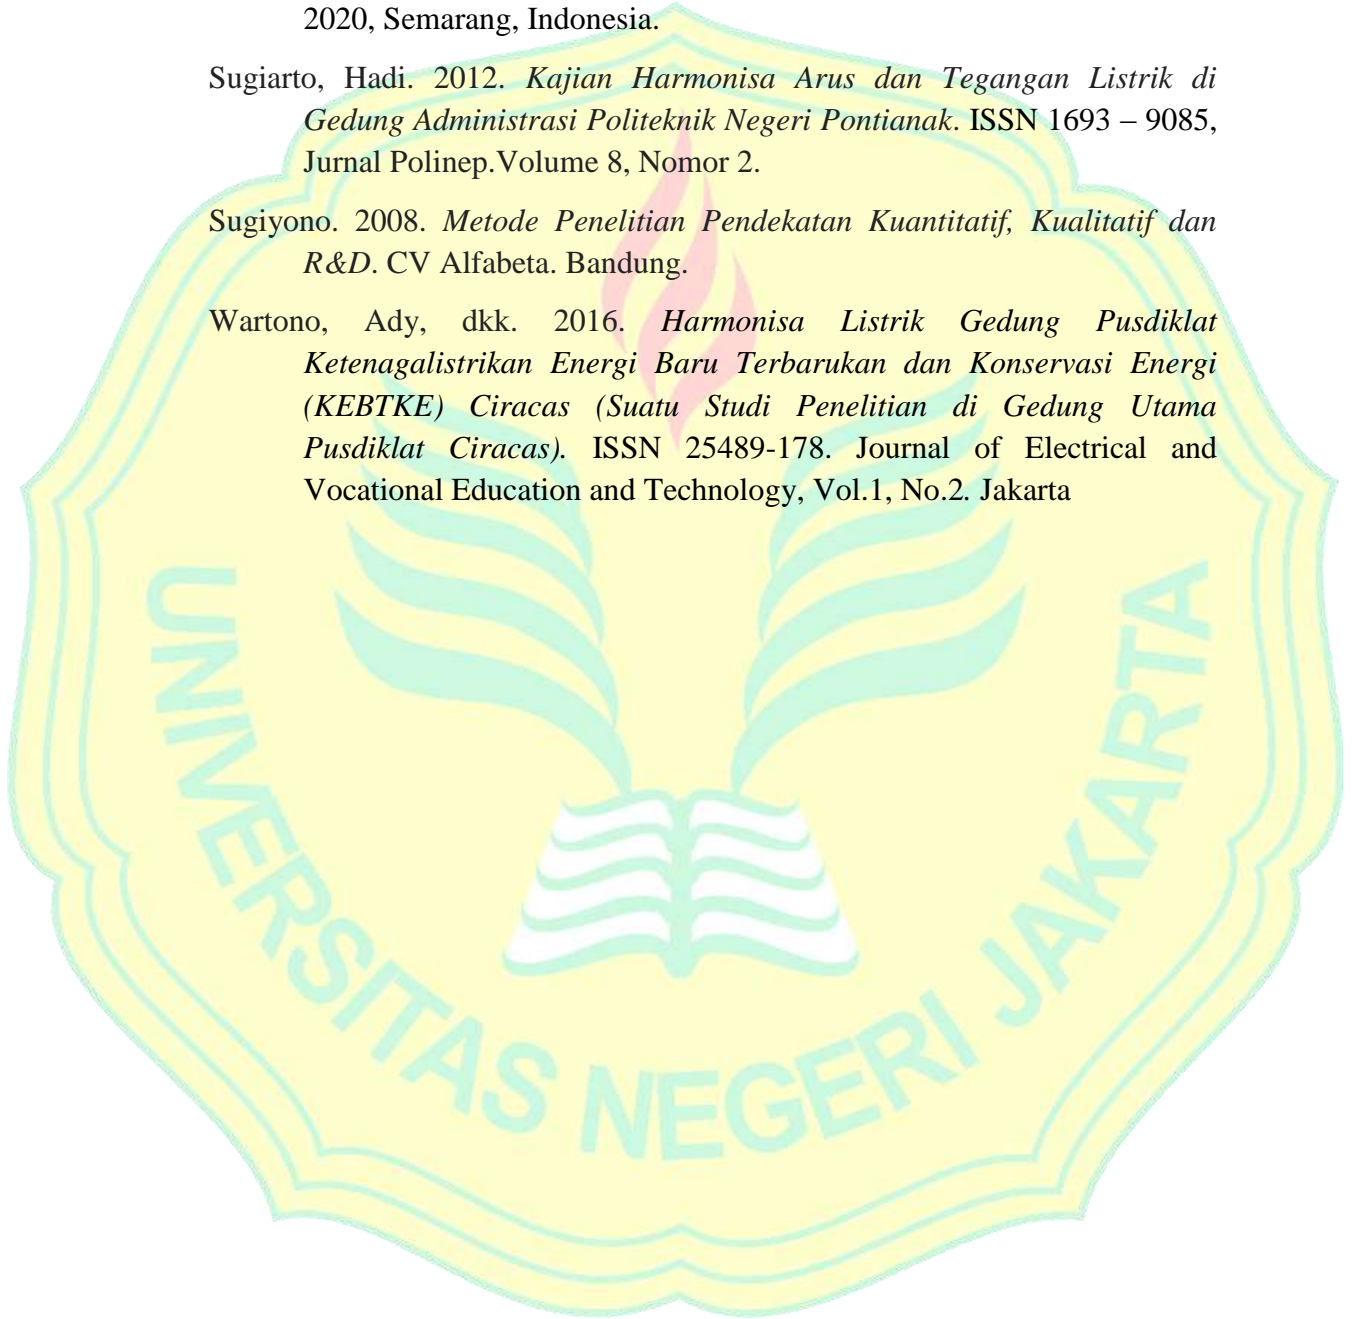 2020, Semarang, Indonesia.
Sugiarto, Hadi. 2012. Kajian Harmonisa Arus dan Tegangan Listrik di
Gedung Administrasi Politeknik Negeri Pontianak. ISSN 1693 – 9085,
Jurnal Polinep.Volume 8, Nomor 2.
Sugiyono. 2008. Metode Penelitian Pendekatan Kuantitatif, Kualitatif dan
R&D. CV Alfabeta. Bandung.
Wartono, Ady, dkk. 2016. Harmonisa Listrik Gedung Pusdiklat
Ketenagalistrikan Energi Baru Terbarukan dan Konservasi Energi
(KEBTKE) Ciracas (Suatu Studi Penelitian di Gedung Utama
Pusdiklat Ciracas). ISSN 25489-178. Journal of Electrical and
Vocational Education and Technology, Vol.1, No.2. Jakarta
UNIVERSITAS NEGERI JAKARTA